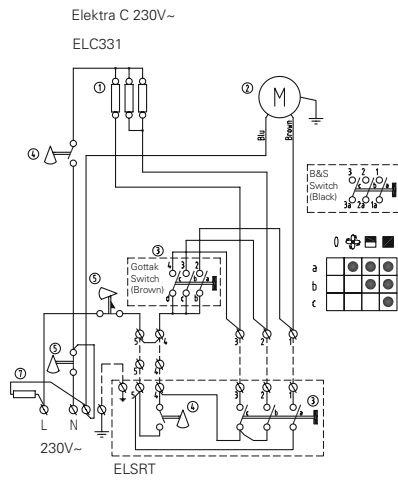 Elektra C 230V~
ELC331
1
2
M
Blu
Brown
4
B&S
Switch
(Black)
3 2 1
c b a
3a 2a 1a
3
Gottak
Switch
(Brown)
4 3 2
c b a
d c b
5
0
a
b
c
5 4
3 2 1
5
5 4
7
5 4 3 2 1
L N
4
c b a
3
230V~
ELSRT